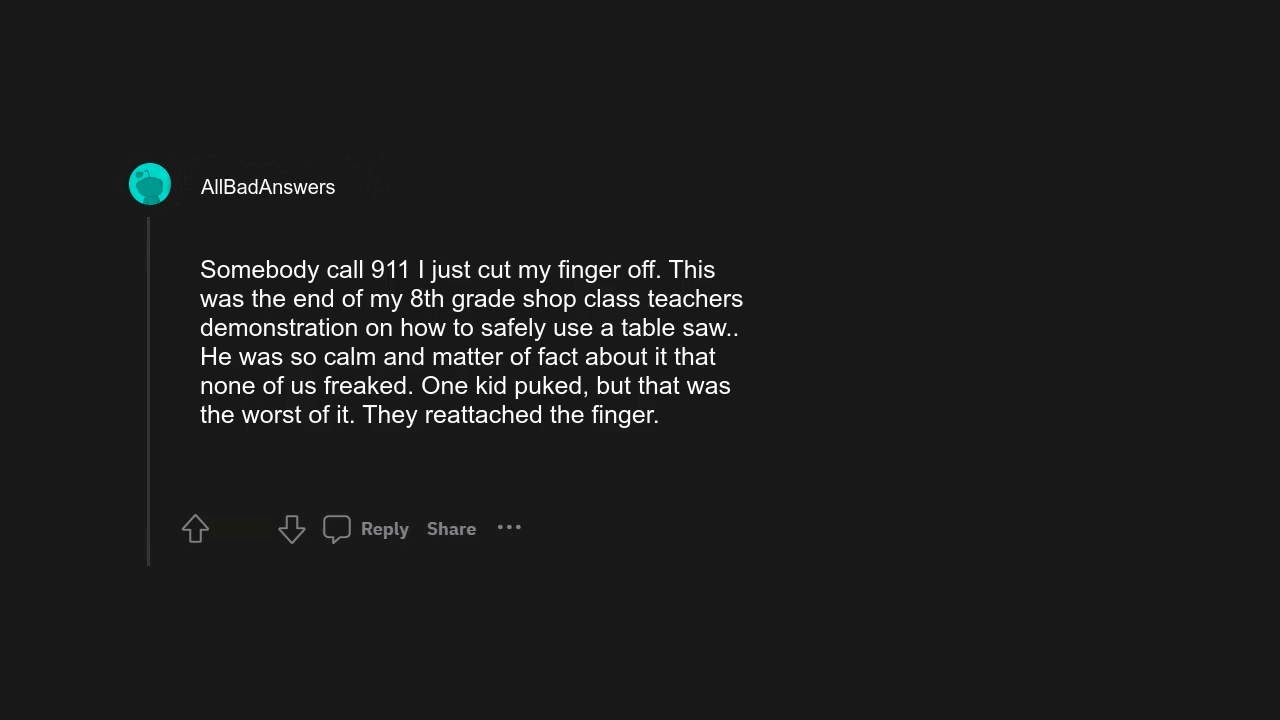 AllBadAnswers
Somebody call 911 I just cut my finger off. This
was the end of my 8th grade shop class teachers
demonstration on how to safely use a table saw..
He was so calm and matter of fact about it that
none of us freaked. One kid puked, but that was
the worst of it. They reattached the finger.
Reply Share